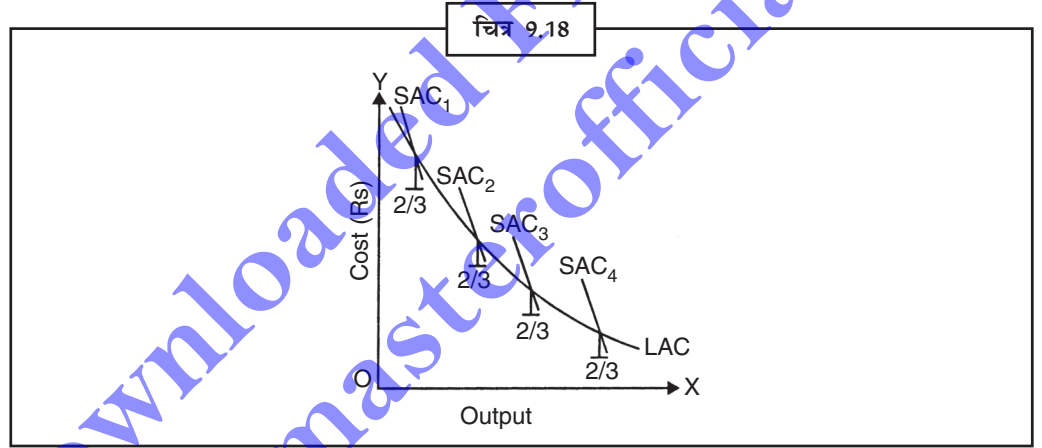 चित्र 9.18
Y
SAC₁
SAC₂
2/3
SAC₃
Cost (Rs)
SAC₄
2/3
2/3
LAC
2/3
O
X
Output